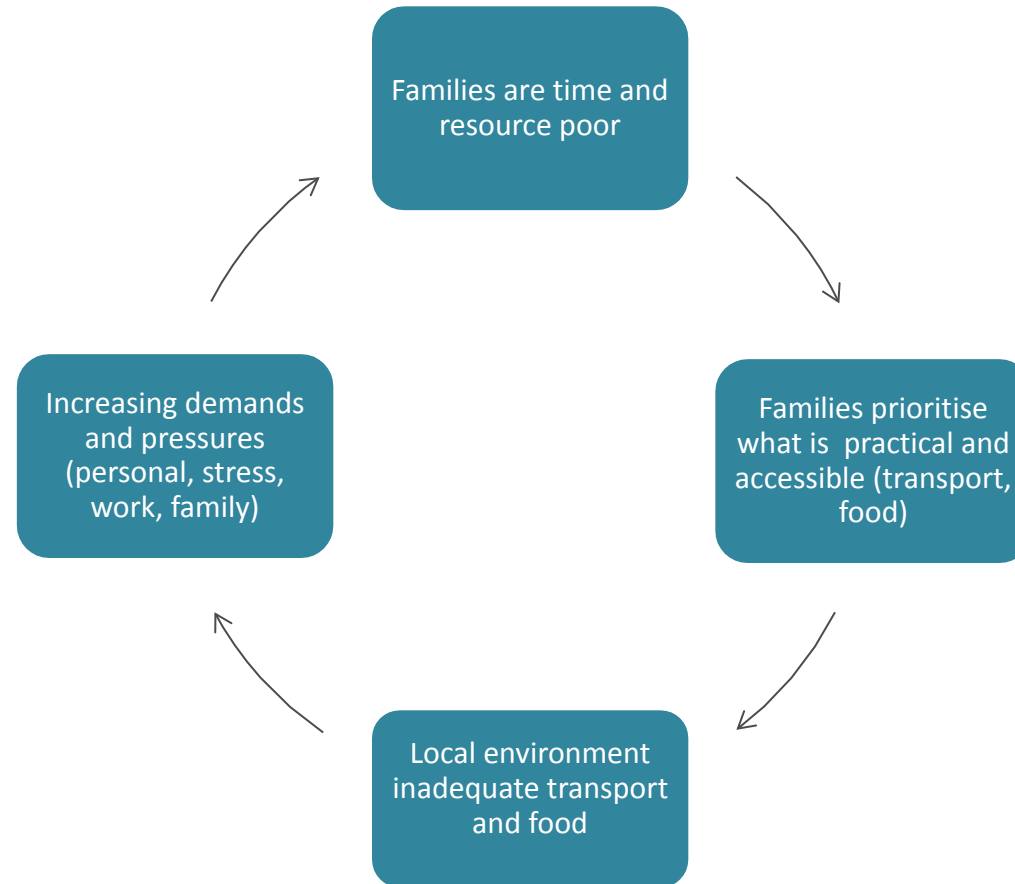 Families are time and
resource poor
Families prioritise
what is  practical and
accessible (transport,
food)
Local environment
inadequate transport
and food
Increasing demands
and pressures
(personal, stress,
work, family)